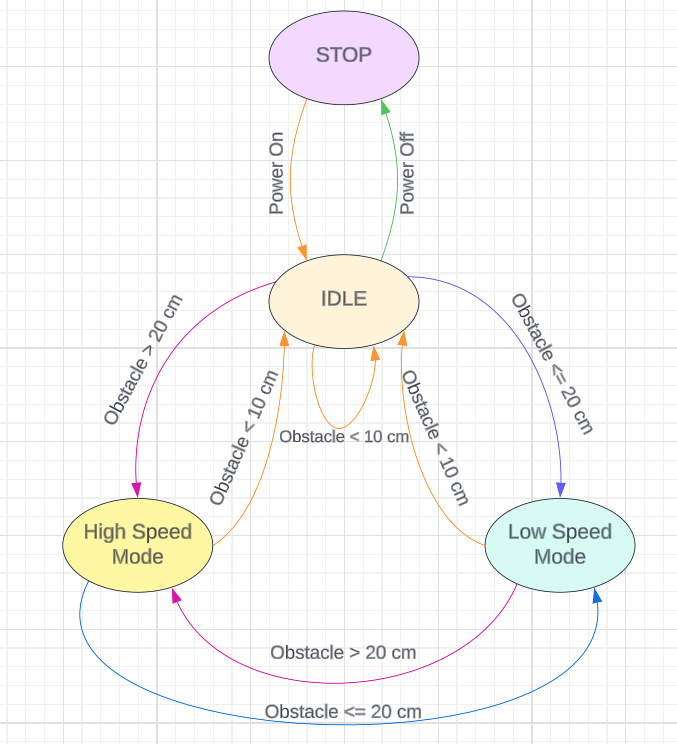 STOP
Power On
Power Off
IDLE
Obstacle > 20 cm
Obstacle <= 20 cm
Obstacle < 10 cm
Obstacle < 10 cm
Obstacle < 10 cm
High Speed
Mode
Low Speed
Mode
Obstacle > 20 cm
Obstacle <= 20 cm